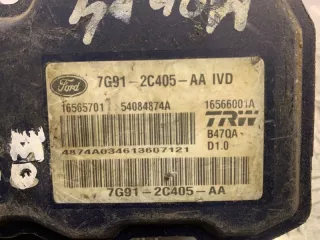 Ford
7G91-2C405-AA IVD
16565701 54084874A 16566001A
TRW
B47QA-
4874A034613607121 D1.0
7G91-2C405-AA